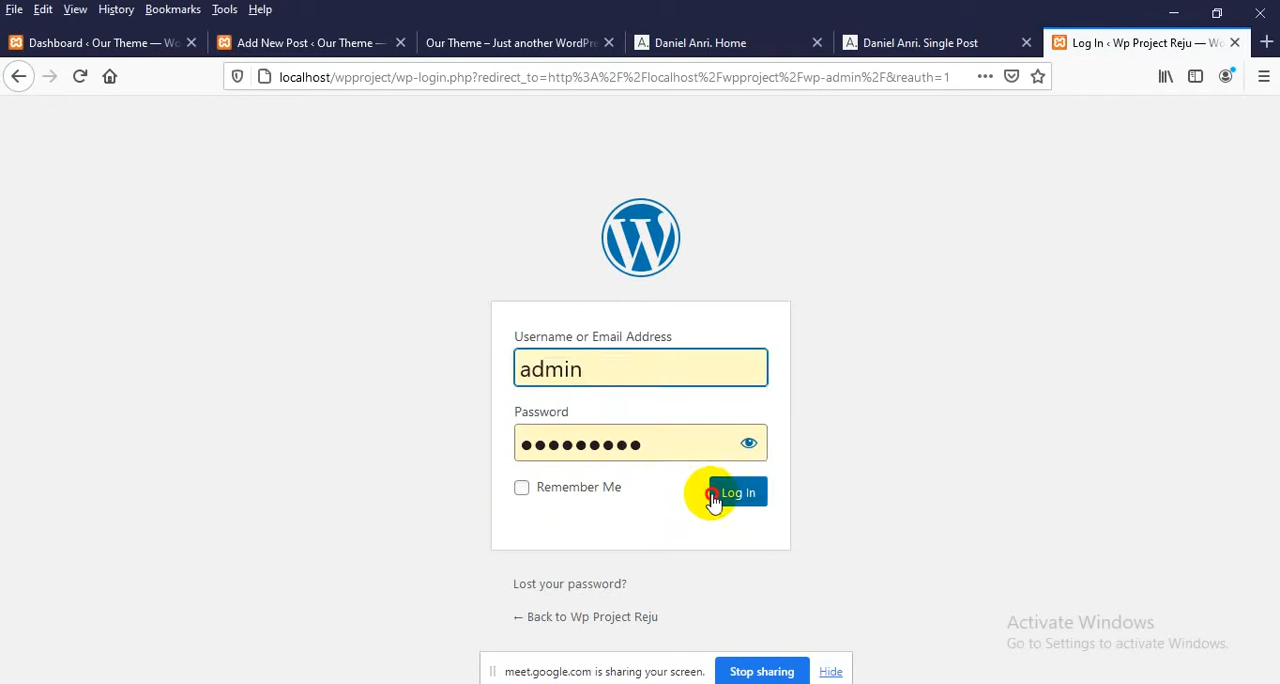 File Edit View History Bookmarks Tools Help
Dashboard ‹ Our Theme — Wo
Add New Post ‹ Our Theme —
Our Theme – Just another WordPre
Daniel Anri. Home
Daniel Anri. Single Post
Log In ‹ Wp Project Reju — Wo
localhost/wpproject/wp-login.php?redirect_to=http%3A%2F%2Flocalhost%2Fwpproject%2Fwp-admin%2F&reauth=1
Username or Email Address
admin
Password
Remember Me
Log In
Lost your password?
← Back to Wp Project Reju
Activate Windows
Go to Settings to activate Windows.
meet.google.com is sharing your screen. Stop sharing Hide